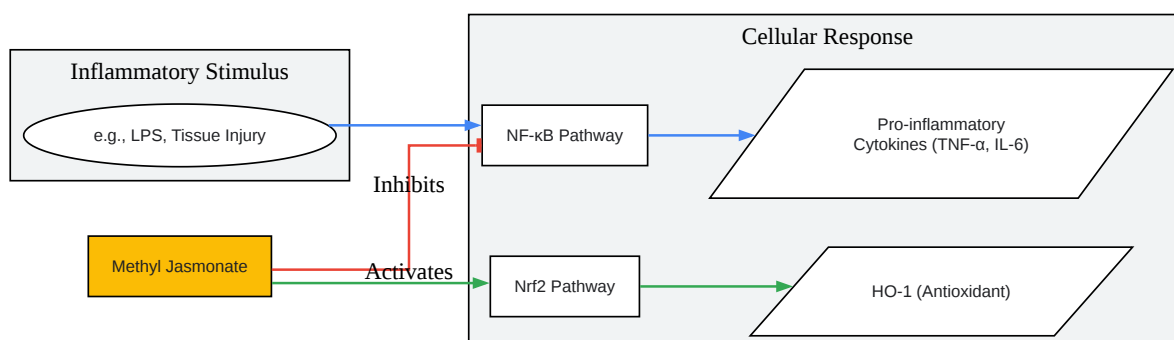 Cellular Response
Inflammatory Stimulus
e.g., LPS, Tissue Injury
NF-κB Pathway
Pro-inflammatory
Cytokines (TNF-α, IL-6)
Inhibits
Methyl Jasmonate
Activates
Nrf2 Pathway
HO-1 (Antioxidant)